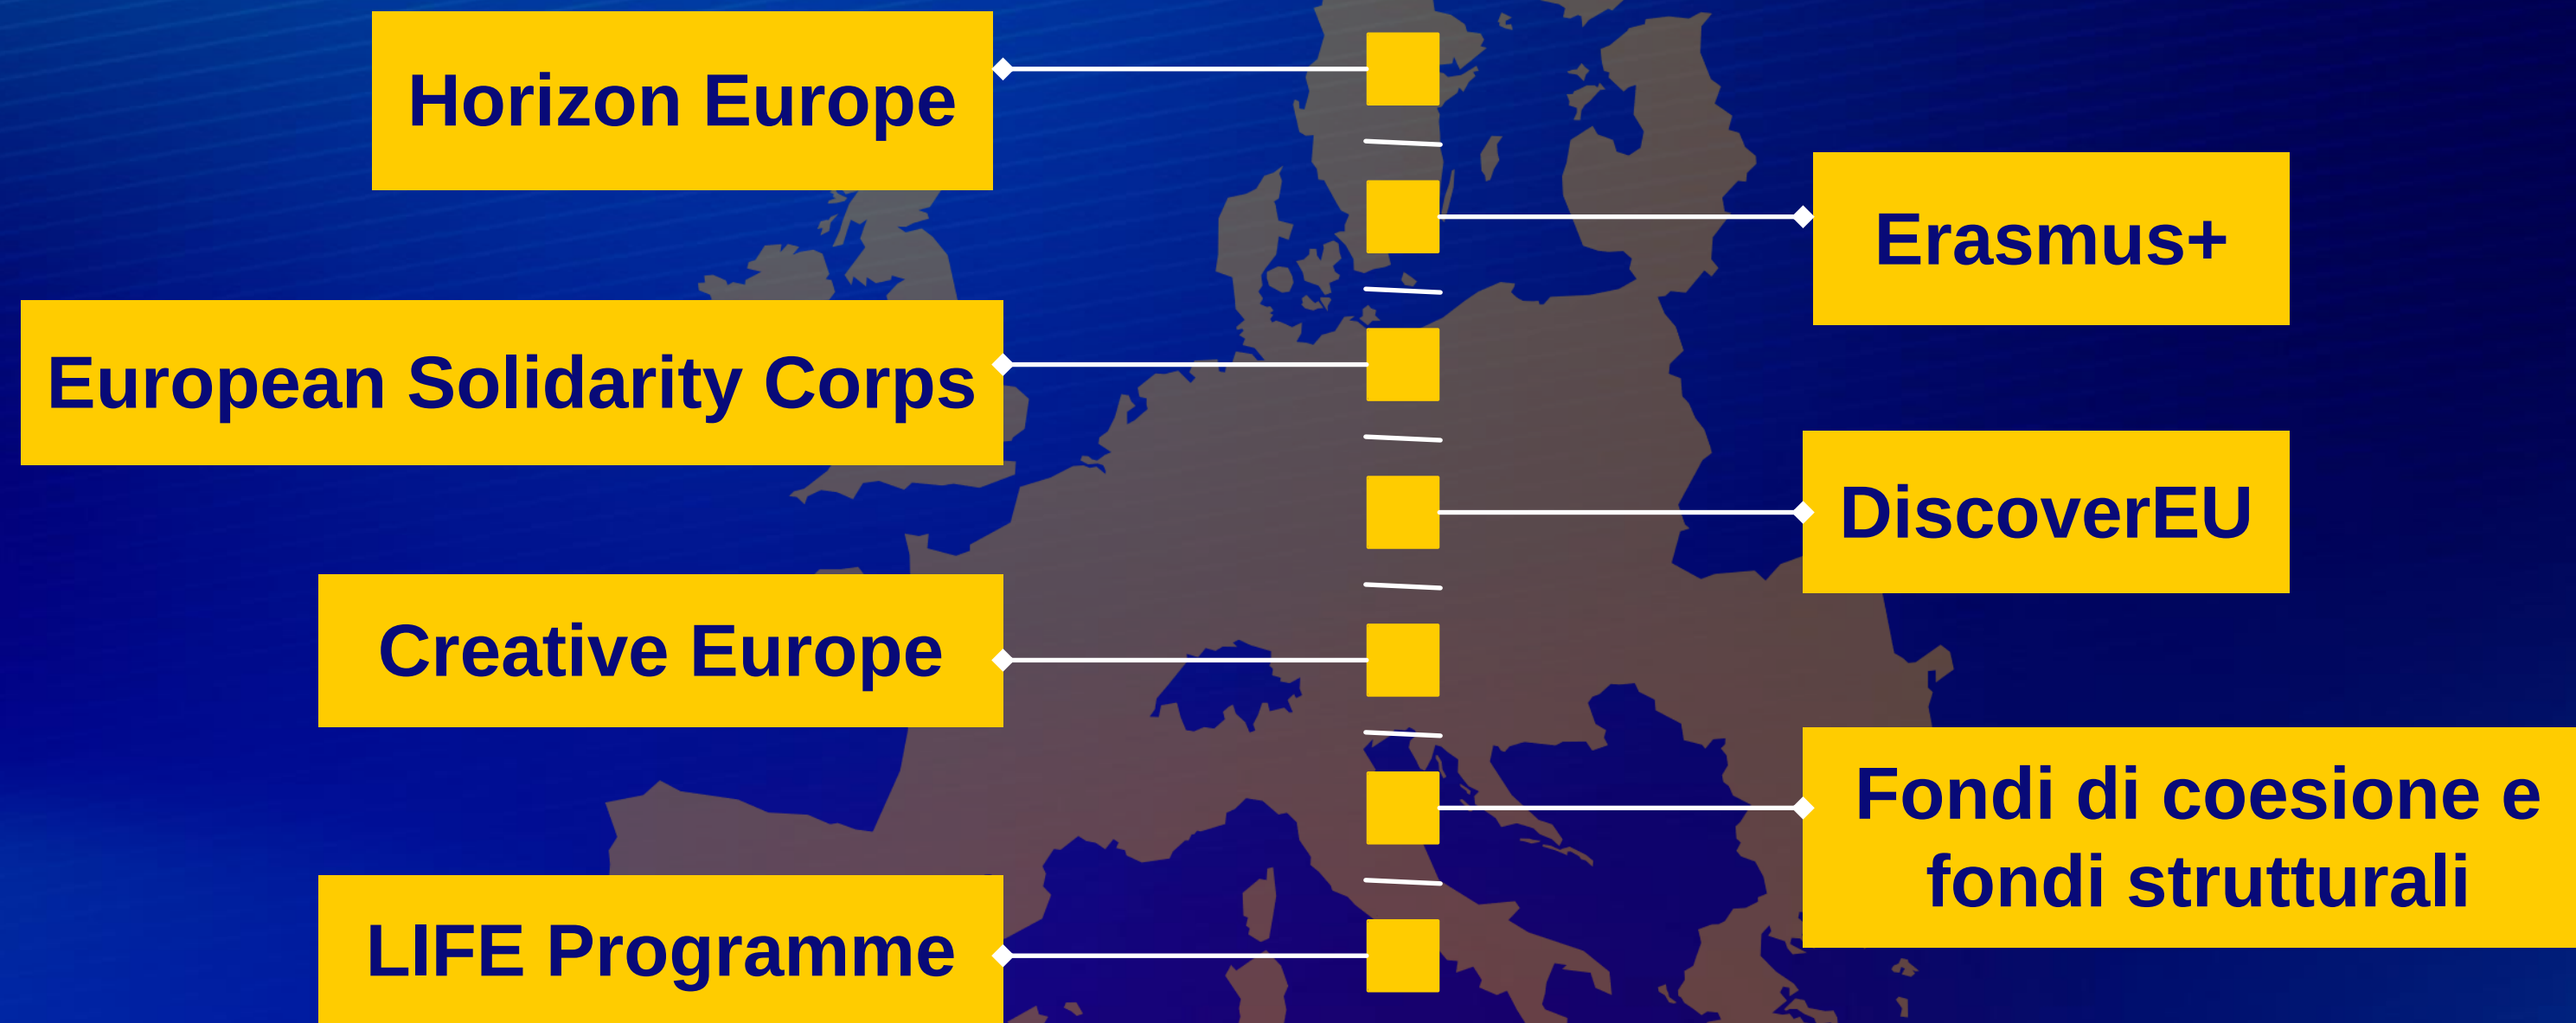 Horizon Europe
Erasmus+
European Solidarity Corps
DiscoverEU
Creative Europe
Fondi di coesione e
fondi strutturali
LIFE Programme